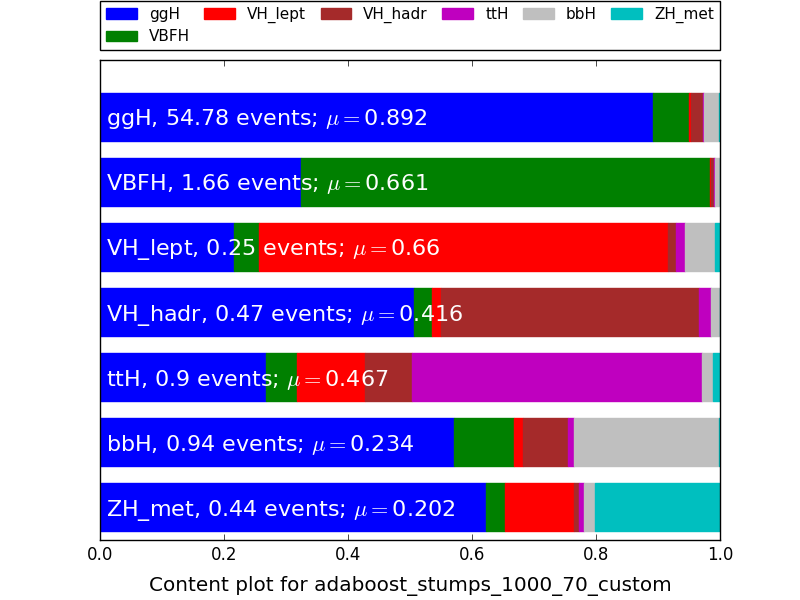 ggH VH_lept VH_hadr ttH bbH ZH_met
VBFH
ggH, 54.78 events; μ = 0.892
VBFH, 1.66 events; μ = 0.661
VH_lept, 0.25 events; μ = 0.66
VH_hadr, 0.47 events; μ = 0.416
ttH, 0.9 events; μ = 0.467
bbH, 0.94 events; μ = 0.234
ZH_met, 0.44 events; μ = 0.202
0.0 0.2 0.4 0.6 0.8 1.0
Content plot for adaboost_stumps_1000_70_custom